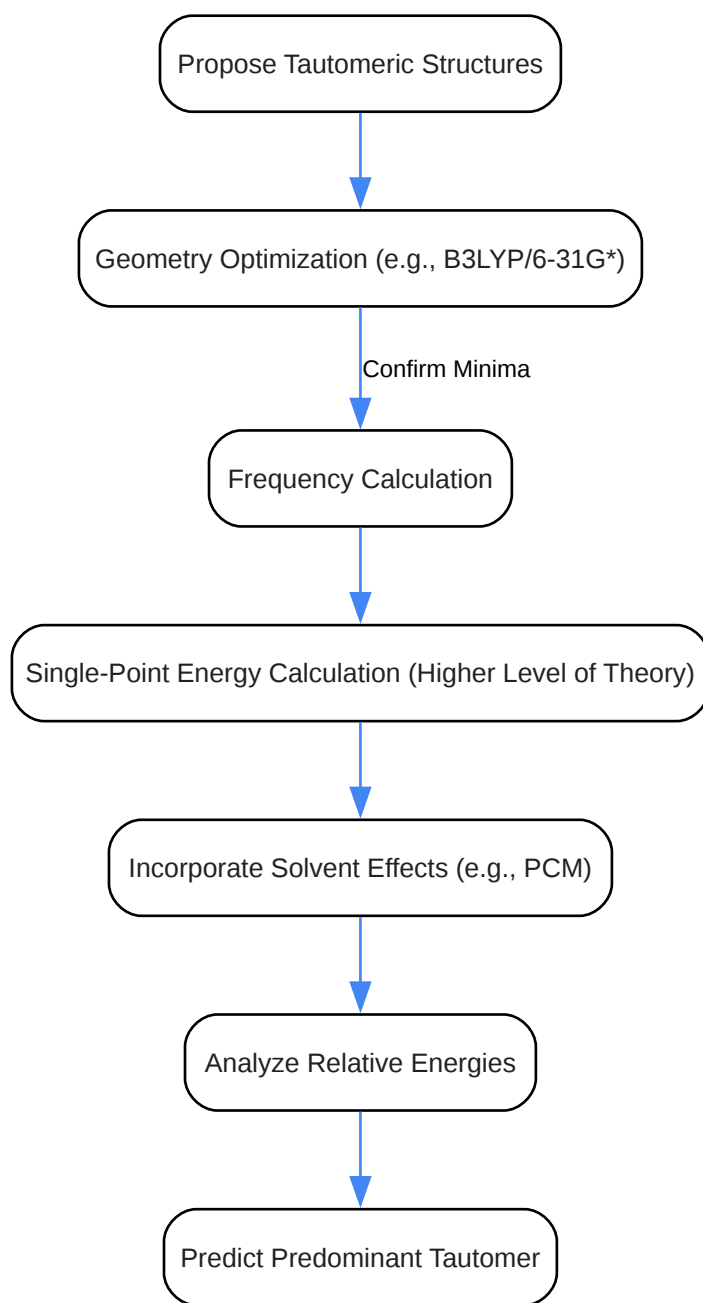 Propose Tautomeric Structures
Geometry Optimization (e.g., B3LYP/6-31G*)
Confirm Minima
Frequency Calculation
Single-Point Energy Calculation (Higher Level of Theory)
Incorporate Solvent Effects (e.g., PCM)
Analyze Relative Energies
Predict Predominant Tautomer